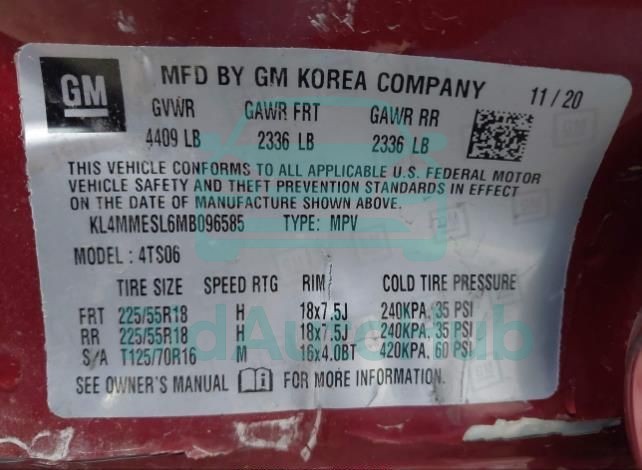 GM MFD BY GM KOREA COMPANY 11/20
GVWR GAWR FRT GAWR RR
4409 LB 2336 LB 2336 LB
THIS VEHICLE CONFORMS TO ALL APPLICABLE U.S. FEDERAL MOTOR
VEHICLE SAFETY AND THEFT PREVENTION STANDARDS IN EFFECT
ON THE DATE OF MANUFACTURE SHOWN ABOVE.
KL4MMESL6MB096585 TYPE: MPV
MODEL: 4TS06
TIRE SIZE SPEED RTG RIM COLD TIRE PRESSURE
FRT 225/55R18 H 18x7.5J 240KPA, 35 PSI
RR 225/55R18 H 18x7.5J 240KPA, 35 PSI
S/A T125/70R16 M 16x4.0BT 420KPA, 60 PSI
SEE OWNER'S MANUAL FOR MORE INFORMATION.